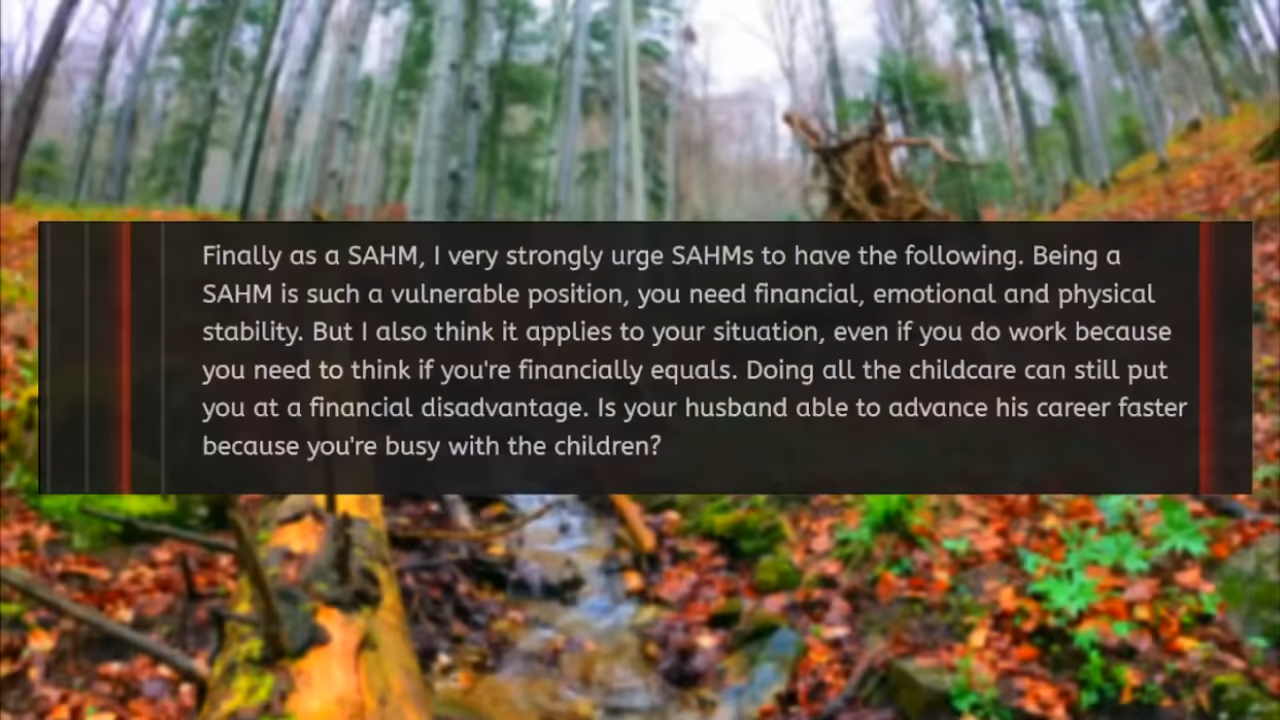 Finally as a SAHM, I very strongly urge SAHMs to have the following. Being a
SAHM is such a vulnerable position, you need financial, emotional and physical
stability. But I also think it applies to your situation, even if you do work because
you need to think if you're financially equals. Doing all the childcare can still put
you at a financial disadvantage. Is your husband able to advance his career faster
because you're busy with the children?